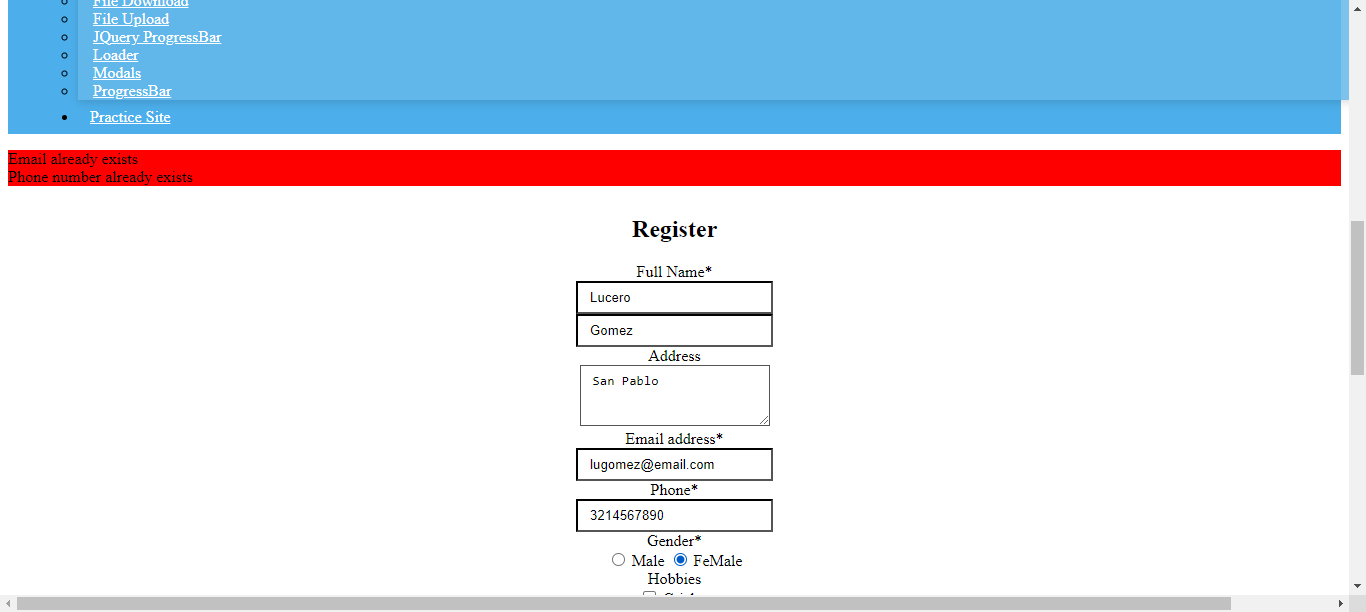 File Download
File Upload
JQuery ProgressBar
Loader
Modals
ProgressBar
Practice Site
Email already exists
Phone number already exists
Register
Full Name*
Lucero
Gomez
Address
San Pablo
Email address*
lugomez@email.com
Phone*
3214567890
Gender*
Male FeMale
Hobbies